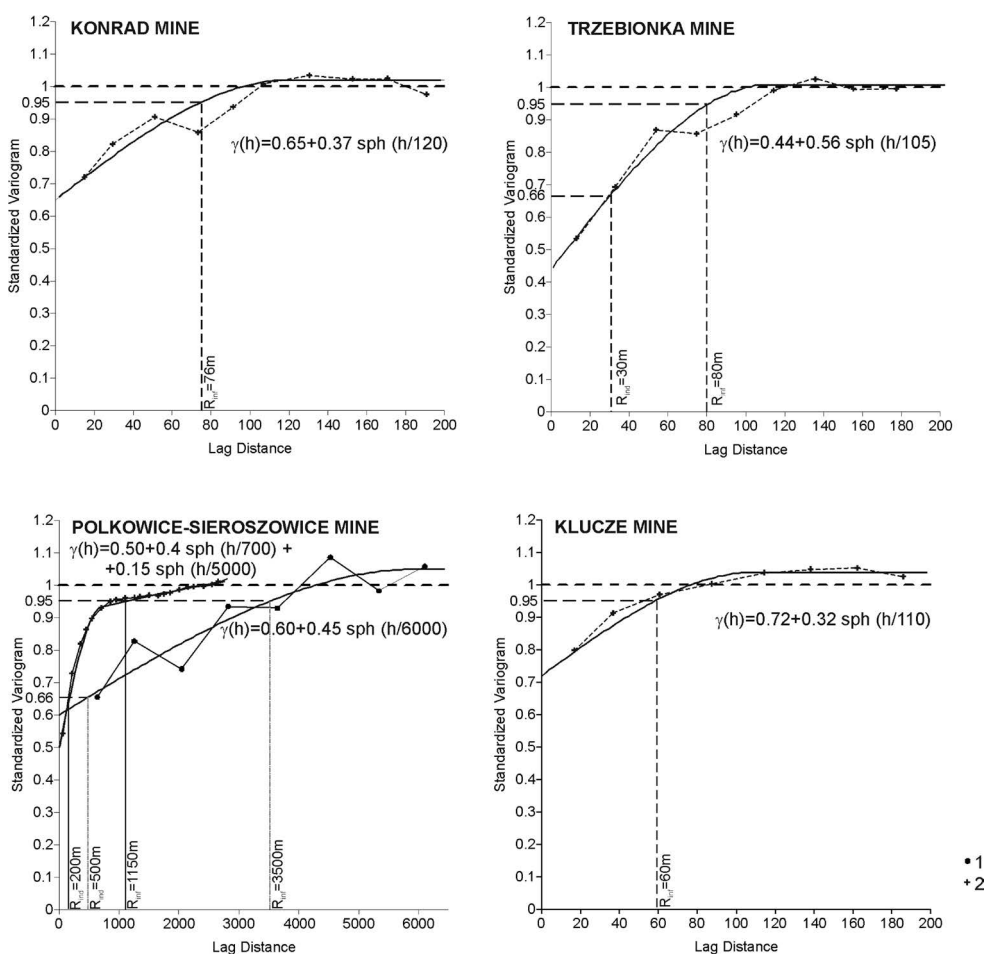 KONRAD MINE
Standardized Variogram
1.2
1.1
1
0.95
0.9
0.8
0.7
0.6
0.5
0.4
0.3
0.2
0.1
0
γ(h)=0.65+0.37 sph (h/120)
Rinf=76m
0 20 40 60 80 100 120 140 160 180 200
Lag Distance
TRZEBIONKA MINE
Standardized Variogram
1.2
1.1
1
0.95
0.9
0.8
0.7
0.66
0.6
0.5
0.4
0.3
0.2
0.1
0
γ(h)=0.44+0.56 sph (h/105)
Rind=30m
Rinf=80m
0 20 40 60 80 100 120 140 160 180 200
Lag Distance
POLKOWICE-SIEROSZOWICE MINE
γ(h)=0.50+0.4 sph (h/700) +
+0.15 sph (h/5000)
Standardized Variogram
1.2
1.1
1
0.95
0.9
0.8
0.7
0.66
0.6
0.5
0.4
0.3
0.2
0.1
0
γ(h)=0.60+0.45 sph (h/6000)
Rind=200m
Rind=500m
Rinf=1150m
Rinf=3500m
0 1000 2000 3000 4000 5000 6000
Lag Distance
KLUCZE MINE
Standardized Variogram
1.2
1.1
1
0.95
0.9
0.8
0.7
0.6
0.5
0.4
0.3
0.2
0.1
0
γ(h)=0.72+0.32 sph (h/110)
Rinf=60m
0 20 40 60 80 100 120 140 160 180 200
Lag Distance
• 1
+ 2